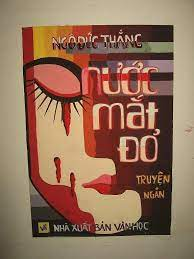 NGÔ ĐỨC THẮNG
nước
mắt
đỏ
TRUYỆN
NGẮN
NHÀ XUẤT BẢN VĂN-HỌC